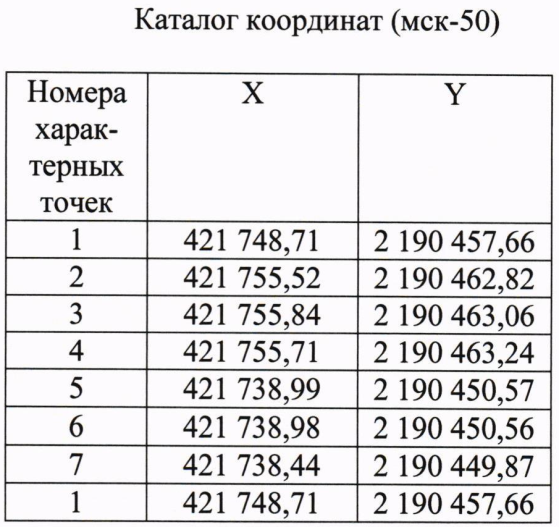 Каталог координат (мск-50)
Номера
харак-
терных
точек
X
Y
1 421 748,71 2 190 457,66
2 421 755,52 2 190 462,82
3 421 755,84 2 190 463,06
4 421 755,71 2 190 463,24
5 421 738,99 2 190 450,57
6 421 738,98 2 190 450,56
7 421 738,44 2 190 449,87
1 421 748,71 2 190 457,66